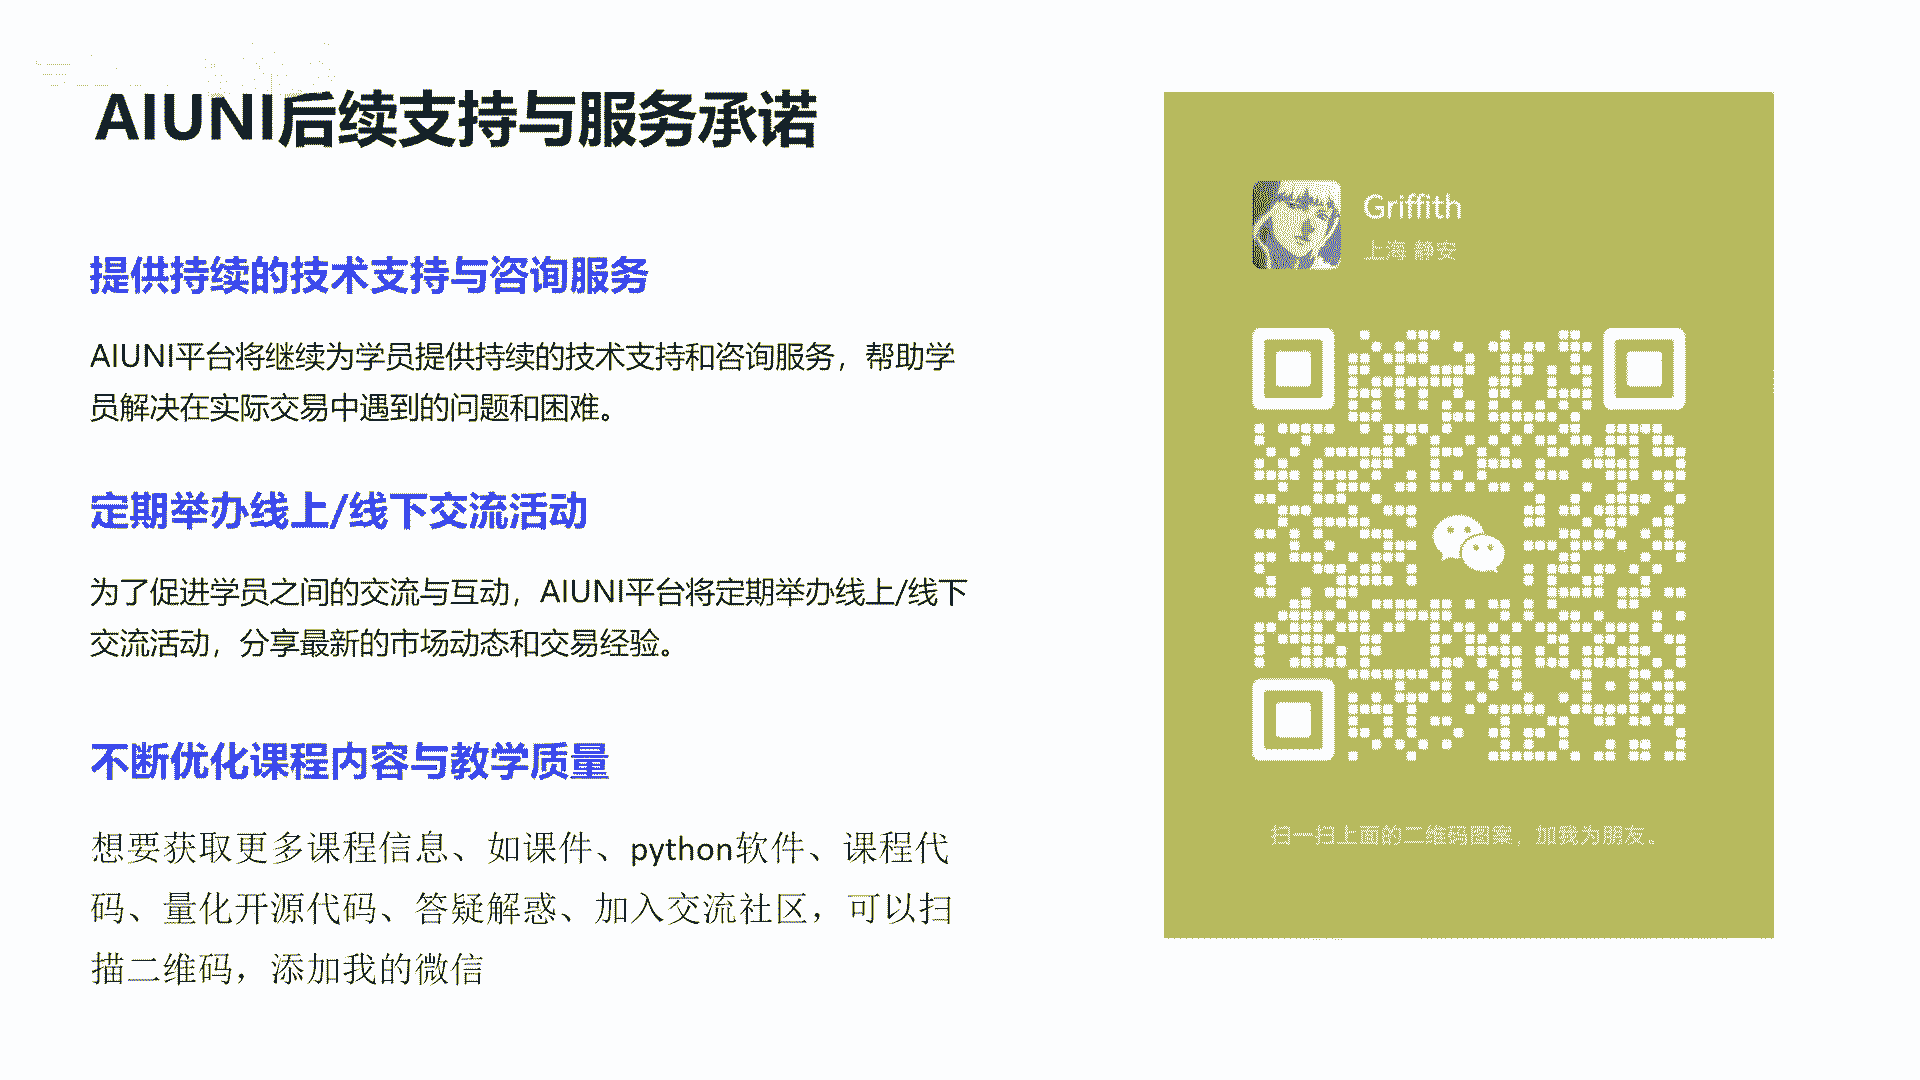 AIUNI后续支持与服务承诺
提供持续的技术支持与咨询服务
AIUNI平台将继续为学员提供持续的技术支持和咨询服务，帮助学
员解决在实际交易中遇到的问题和困难。
定期举办线上/线下交流活动
为了促进学员之间的交流与互动，AIUNI平台将定期举办线上/线下
交流活动，分享最新的市场动态和交易经验。
不断优化课程内容与教学质量
想要获取更多课程信息、如课件、python软件、课程代
码、量化开源代码、答疑解惑、加入交流社区，可以扫
描二维码，添加我的微信
Griffith
上海 静安
扫一扫上面的二维码图案，加我为朋友。